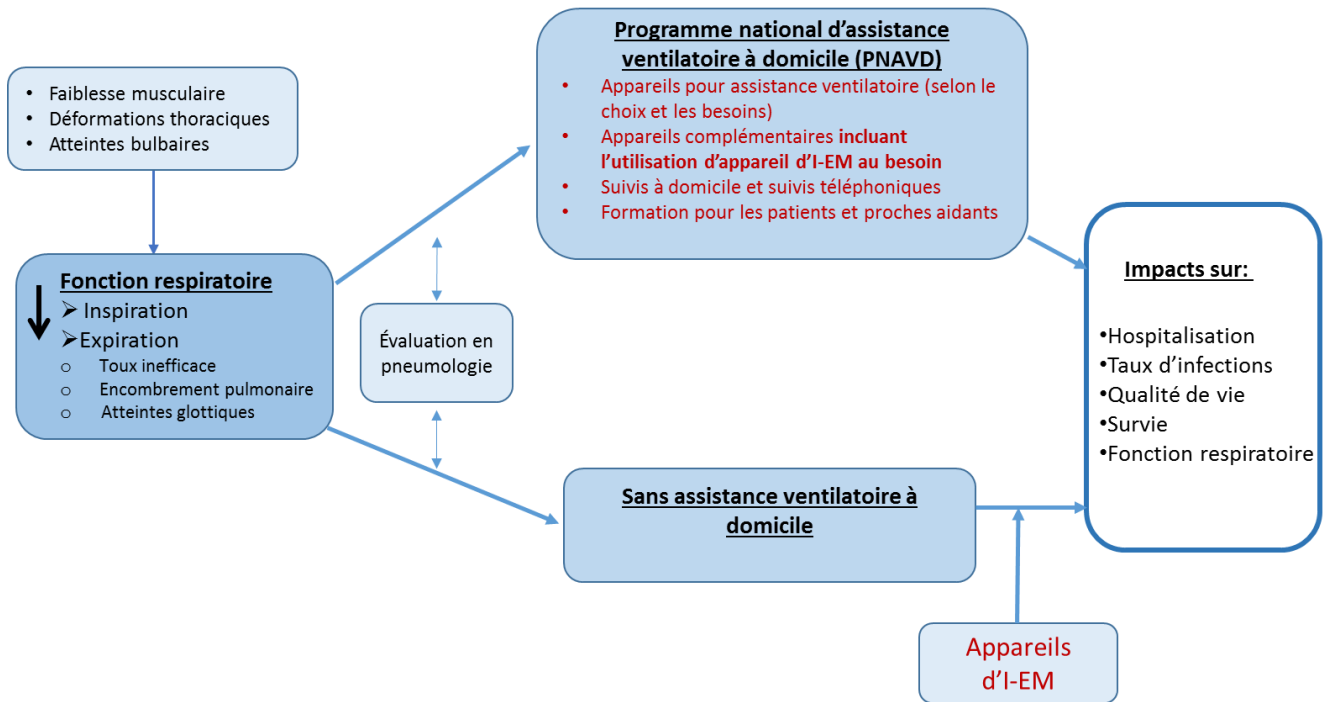 • Faiblesse musculaire
• Déformations thoraciques
• Atteintes bulbaires
Fonction respiratoire
➢ Inspiration
➢Expiration
o Toux inefficace
o Encombrement pulmonaire
o Atteintes glottiques
Évaluation en
pneumologie
Programme national d’assistance
ventilatoire à domicile (PNAVD)
• Appareils pour assistance ventilatoire (selon le
choix et les besoins)
• Appareils complémentaires incluant
l’utilisation d’appareil d’I-EM au besoin
• Suivis à domicile et suivis téléphoniques
• Formation pour les patients et proches aidants
Sans assistance ventilatoire à
domicile
Appareils
d’I-EM
Impacts sur:
•Hospitalisation
•Taux d’infections
•Qualité de vie
•Survie
•Fonction respiratoire